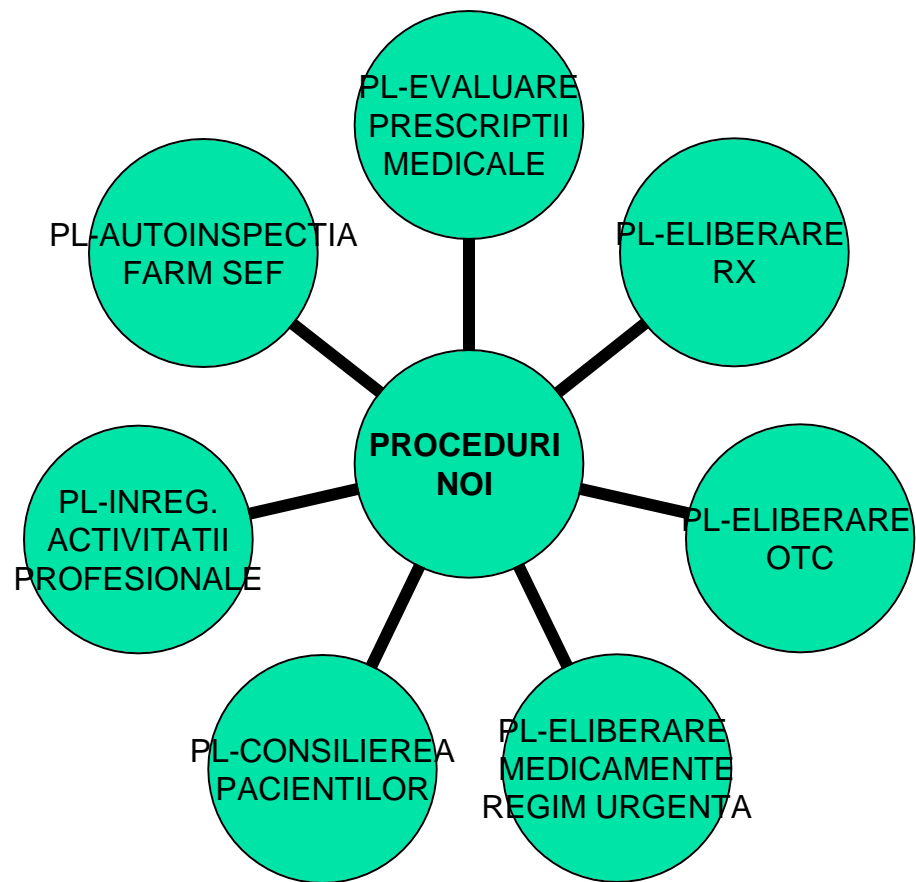 PL-EVALUARE
PRESCRIPTII
MEDICALE
PL-AUTOINSPECTIA
FARM SEF
PL-ELIBERARE
RX
PROCEDURI
NOI
PL-INREG.
ACTIVITATII
PROFESIONALE
PL-ELIBERARE
OTC
PL-CONSILIEREA
PACIENTILOR
PL-ELIBERARE
MEDICAMENTE
REGIM URGENTA